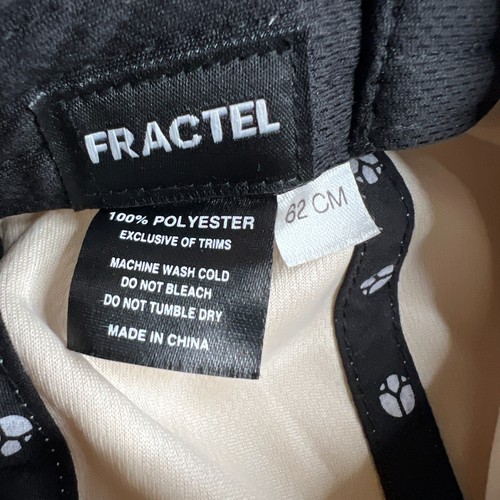 FRACTEL
62 CM
100% POLYESTER
EXCLUSIVE OF TRIMS
MACHINE WASH COLD
DO NOT BLEACH
DO NOT TUMBLE DRY
MADE IN CHINA